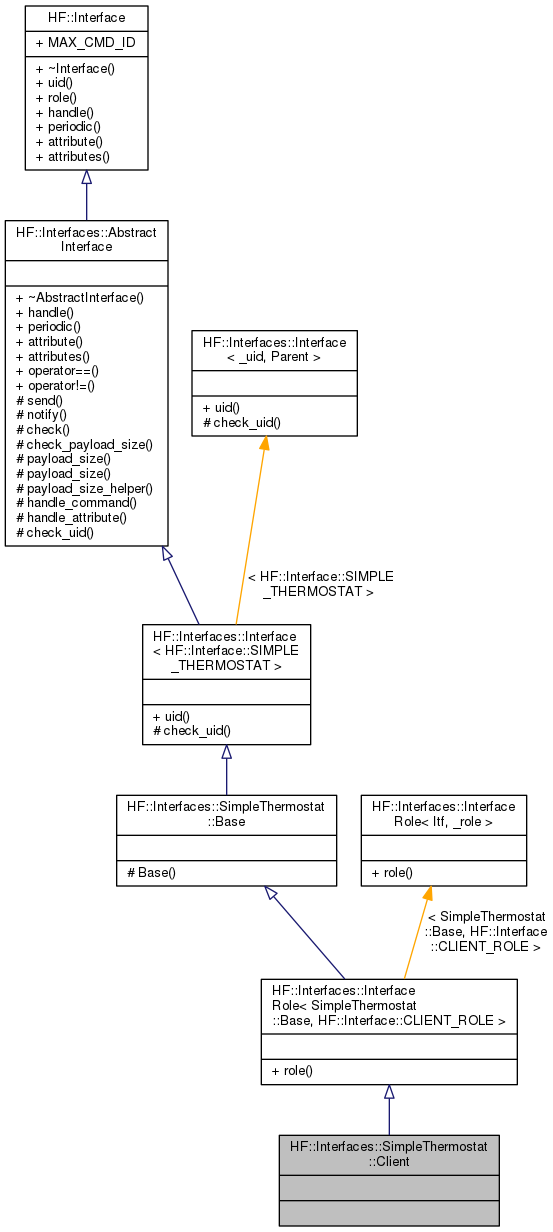 HF::Interface
+ MAX_CMD_ID
+ ~Interface()
+ uid()
+ role()
+ handle()
+ periodic()
+ attribute()
+ attributes()
HF::Interfaces::Abstract
Interface
+ ~AbstractInterface()
+ handle()
+ periodic()
+ attribute()
+ attributes()
+ operator==()
+ operator!=()
# send()
# notify()
# check()
# check_payload_size()
# payload_size()
# payload_size()
# payload_size_helper()
# handle_command()
# handle_attribute()
# check_uid()
HF::Interfaces::Interface
< _uid, Parent >
+ uid()
# check_uid()
< HF::Interface::SIMPLE
_THERMOSTAT >
HF::Interfaces::Interface
< HF::Interface::SIMPLE
_THERMOSTAT >
+ uid()
# check_uid()
HF::Interfaces::SimpleThermostat
::Base
# Base()
HF::Interfaces::Interface
Role< Itf, _role >
+ role()
< SimpleThermostat
::Base, HF::Interface
::CLIENT_ROLE >
HF::Interfaces::Interface
Role< SimpleThermostat
::Base, HF::Interface::CLIENT_ROLE >
+ role()
HF::Interfaces::SimpleThermostat
::Client